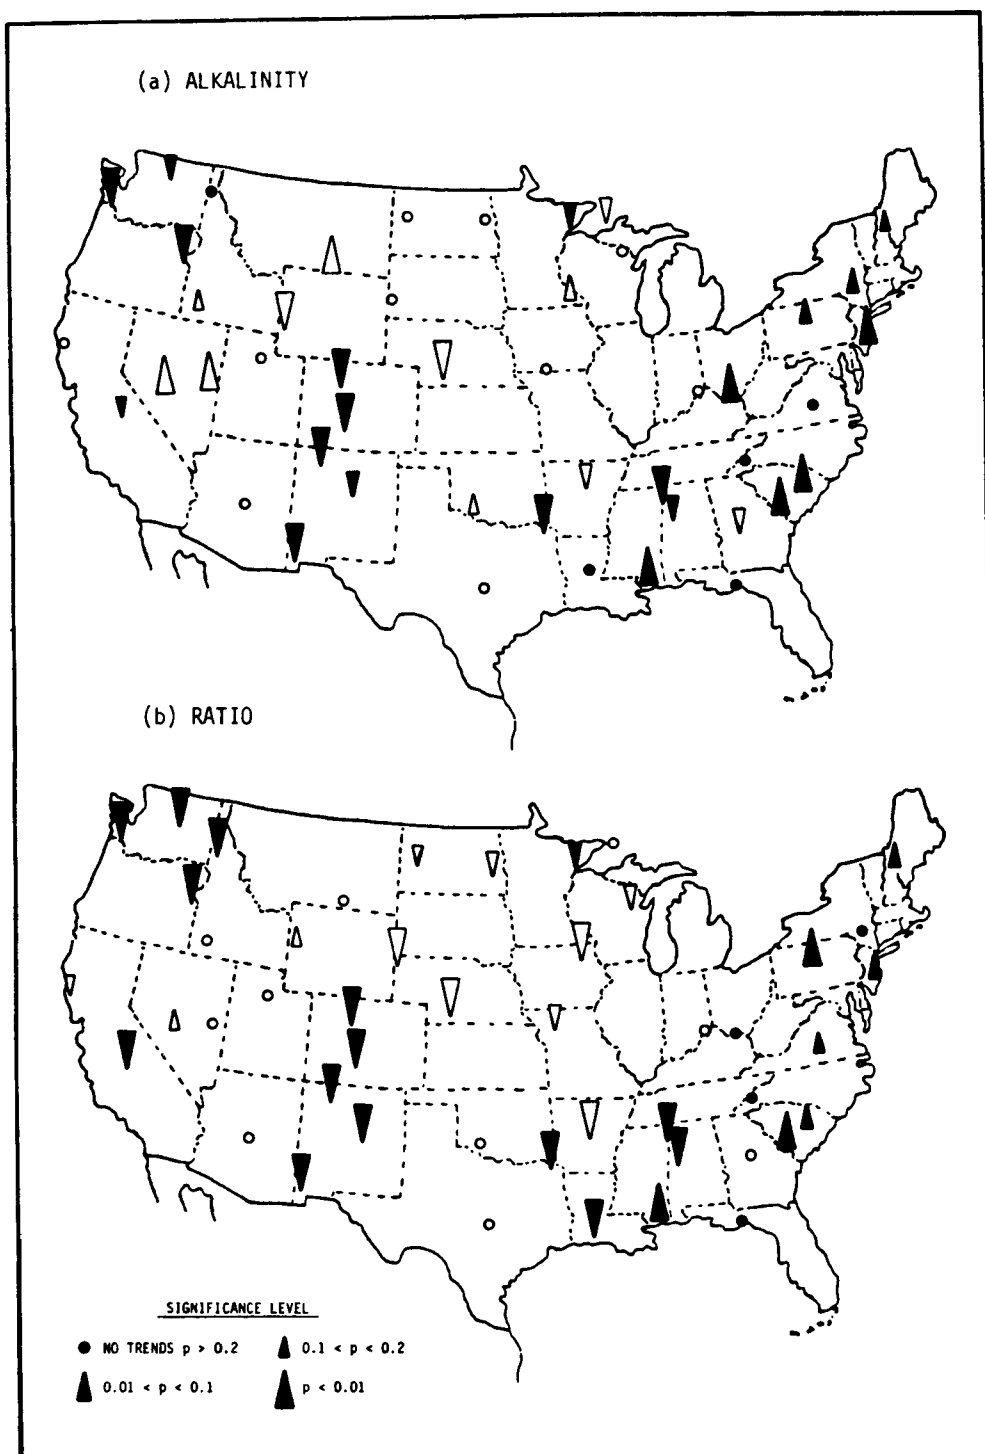 (a) ALKALINITY
(b) RATIO
SIGNIFICANCE LEVEL
NO TRENDS p > 0.2
0.1 < p < 0.2
0.01 < p < 0.1
p < 0.01